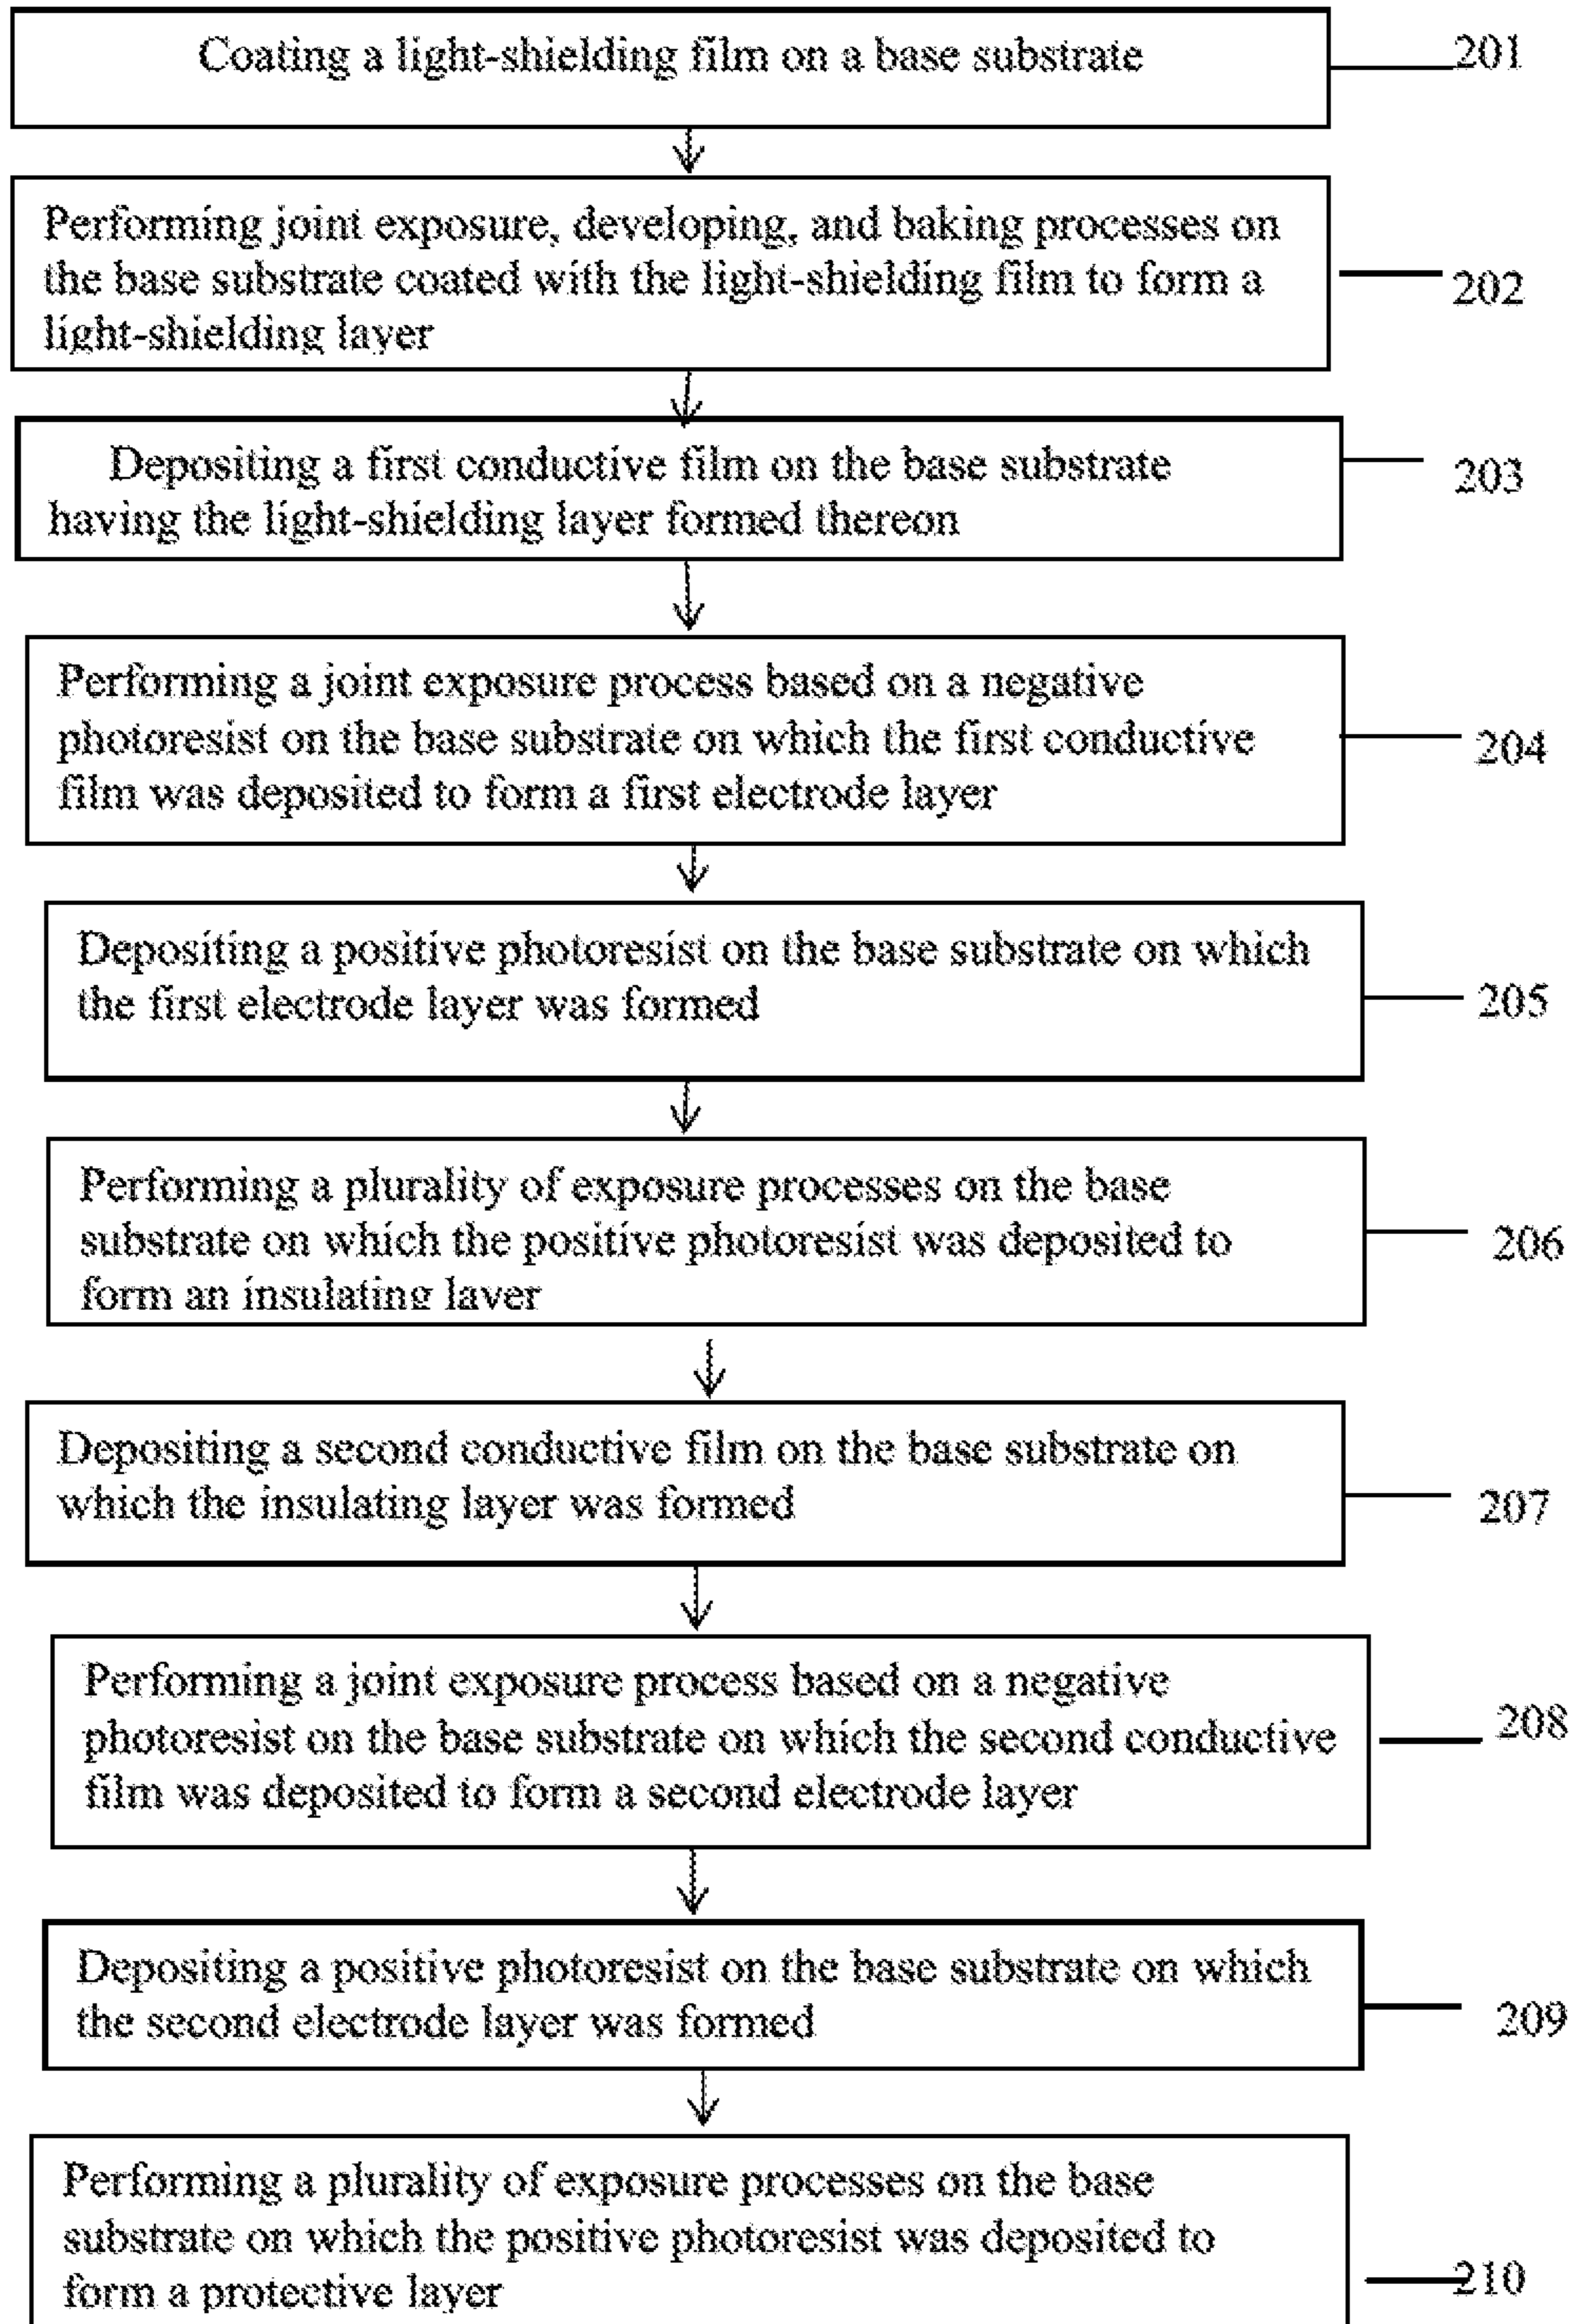 Coating a light-shielding film on a base substrate
201
Performing joint exposure, developing, and baking processes on
the base substrate coated with the light-shielding film to form a
light-shielding layer
202
Depositing a first conductive film on the base substrate
having the light-shielding layer formed thereon
203
Performing a joint exposure process based on a negative
photoresist on the base substrate on which the first conductive
film was deposited to form a first electrode layer
204
Depositing a positive photoresist on the base substrate on which
the first electrode layer was formed
205
Performing a plurality of exposure processes on the base
substrate on which the positive photoresist was deposited to
form an insulating layer
206
Depositing a second conductive film on the base substrate on
which the insulating layer was formed
207
Performing a joint exposure process based on a negative
photoresist on the base substrate on which the second conductive
film was deposited to form a second electrode layer
208
Depositing a positive photoresist on the base substrate on which
the second electrode layer was formed
209
Performing a plurality of exposure processes on the base
substrate on which the positive photoresist was deposited to
form a protective layer
210